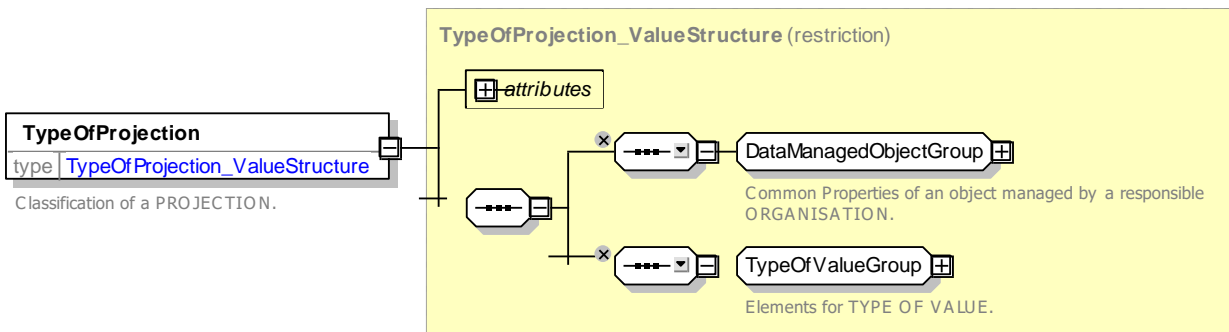 TypeOfProjection_ValueStructure (restriction)
attributes
TypeOfProjection
type TypeOfProjection_ValueStructure
Classification of a PROJECTION.
DataManagedObjectGroup
Common Properties of an object managed by a responsible
ORGANISATION.
TypeOfValueGroup
Elements for TYPE OF VALUE.